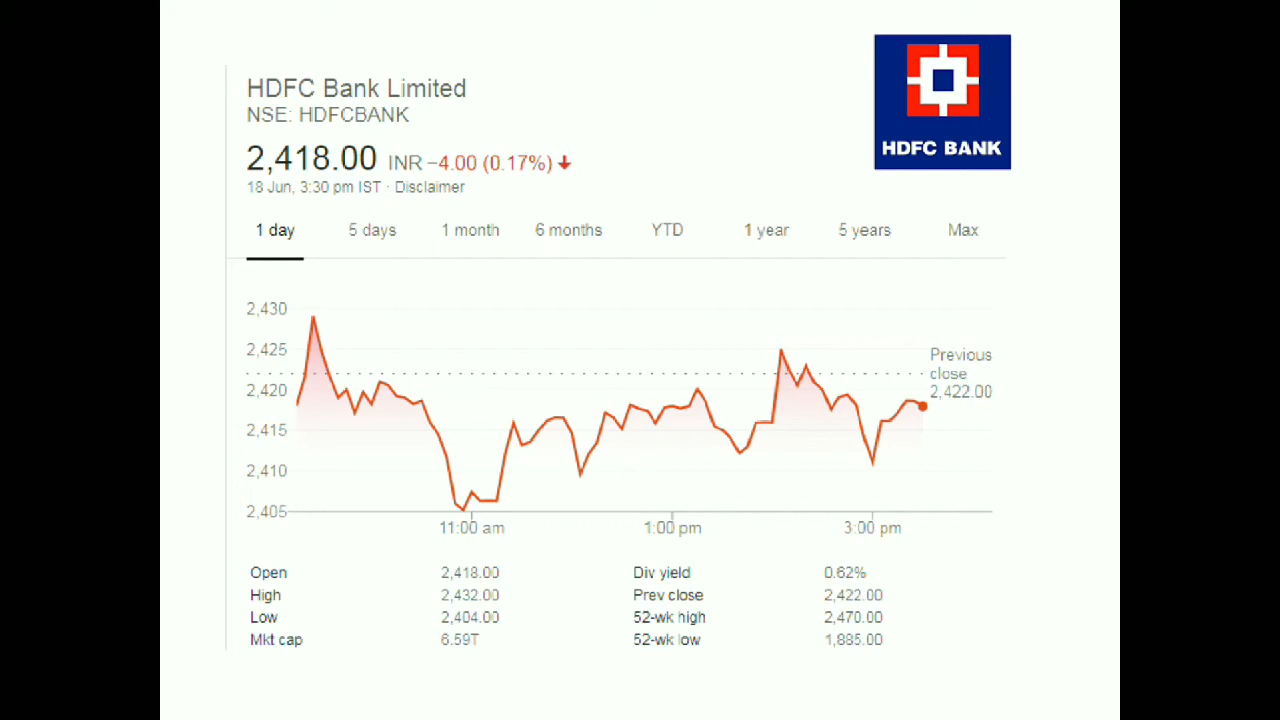 HDFC Bank Limited
NSE: HDFCBANK
2,418.00 INR −4.00 (0.17%)
18 Jun, 3:30 pm IST · Disclaimer
HDFC BANK
1 day 5 days 1 month 6 months YTD 1 year 5 years Max
2,430
2,425
2,420
2,415
2,410
2,405
Previous
close
2,422.00
11:00 am 1:00 pm 3:00 pm
Open 2,418.00 Div yield 0.62%
High 2,432.00 Prev close 2,422.00
Low 2,404.00 52-wk high 2,470.00
Mkt cap 6.59T 52-wk low 1,885.00